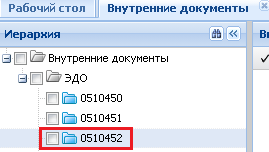 Рабочий стол Внутренние документы
Иерархия
Внутренние документы
ЭДО
0510450
0510451
0510452